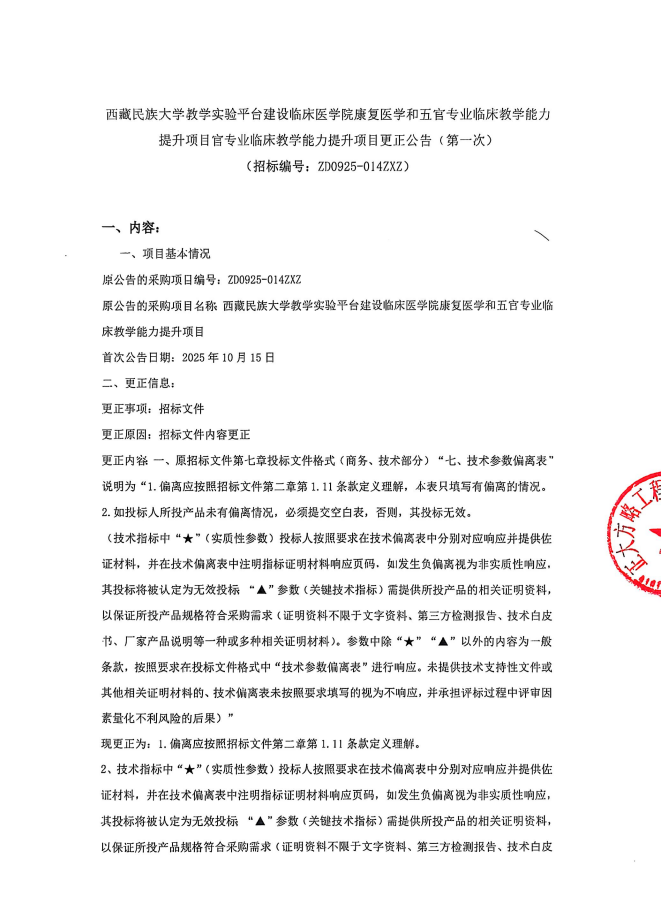 西藏民族大学教学实验平台建设临床医学院康复医学和五官专业临床教学能力
提升项目官专业临床教学能力提升项目更正公告（第一次）
（招标编号：ZD0925-014ZXZ）
一、内容：
一、项目基本情况
原公告的采购项目编号：ZD0925-014ZXZ
原公告的采购项目名称：西藏民族大学教学实验平台建设临床医学院康复医学和五官专业临
床教学能力提升项目
首次公告日期：2025 年 10 月 15 日
二、更正信息：
更正事项：招标文件
更正原因：招标文件内容更正
更正内容：一、原招标文件第七章投标文件格式（商务、技术部分）“七、技术参数偏离表”
说明为“1.偏离应按照招标文件第二章第 1.11 条款定义理解，本表只填写有偏离的情况。
2.如投标人所投产品未有偏离情况，必须提交空白表，否则，其投标无效。
（技术指标中“★”（实质性参数）投标人按照要求在技术偏离表中分别对应响应并提供佐
证材料，并在技术偏离表中注明指标证明材料响应页码，如发生负偏离视为非实质性响应，
其投标将被认定为无效投标；“▲”参数（关键技术指标）需提供所投产品的相关证明资料，
以保证所投产品规格符合采购需求（证明资料不限于文字资料、第三方检测报告、技术白皮
书、厂家产品说明等一种或多种相关证明材料）。参数中除“★”“▲”以外的内容为一般
条款，按照要求在投标文件格式中“技术参数偏离表”进行响应。未提供技术支持性文件或
其他相关证明材料的、技术偏离表未按照要求填写的视为不响应，并承担评标过程中评审因
素量化不利风险的后果）”
现更正为：1.偏离应按照招标文件第二章第 1.11 条款定义理解。
2、技术指标中“★”（实质性参数）投标人按照要求在技术偏离表中分别对应响应并提供佐
证材料，并在技术偏离表中注明指标证明材料响应页码，如发生负偏离视为非实质性响应，
其投标将被认定为无效投标；“▲”参数（关键技术指标）需提供所投产品的相关证明资料，
以保证所投产品规格符合采购需求（证明资料不限于文字资料、第三方检测报告、技术白皮
正大方略工程